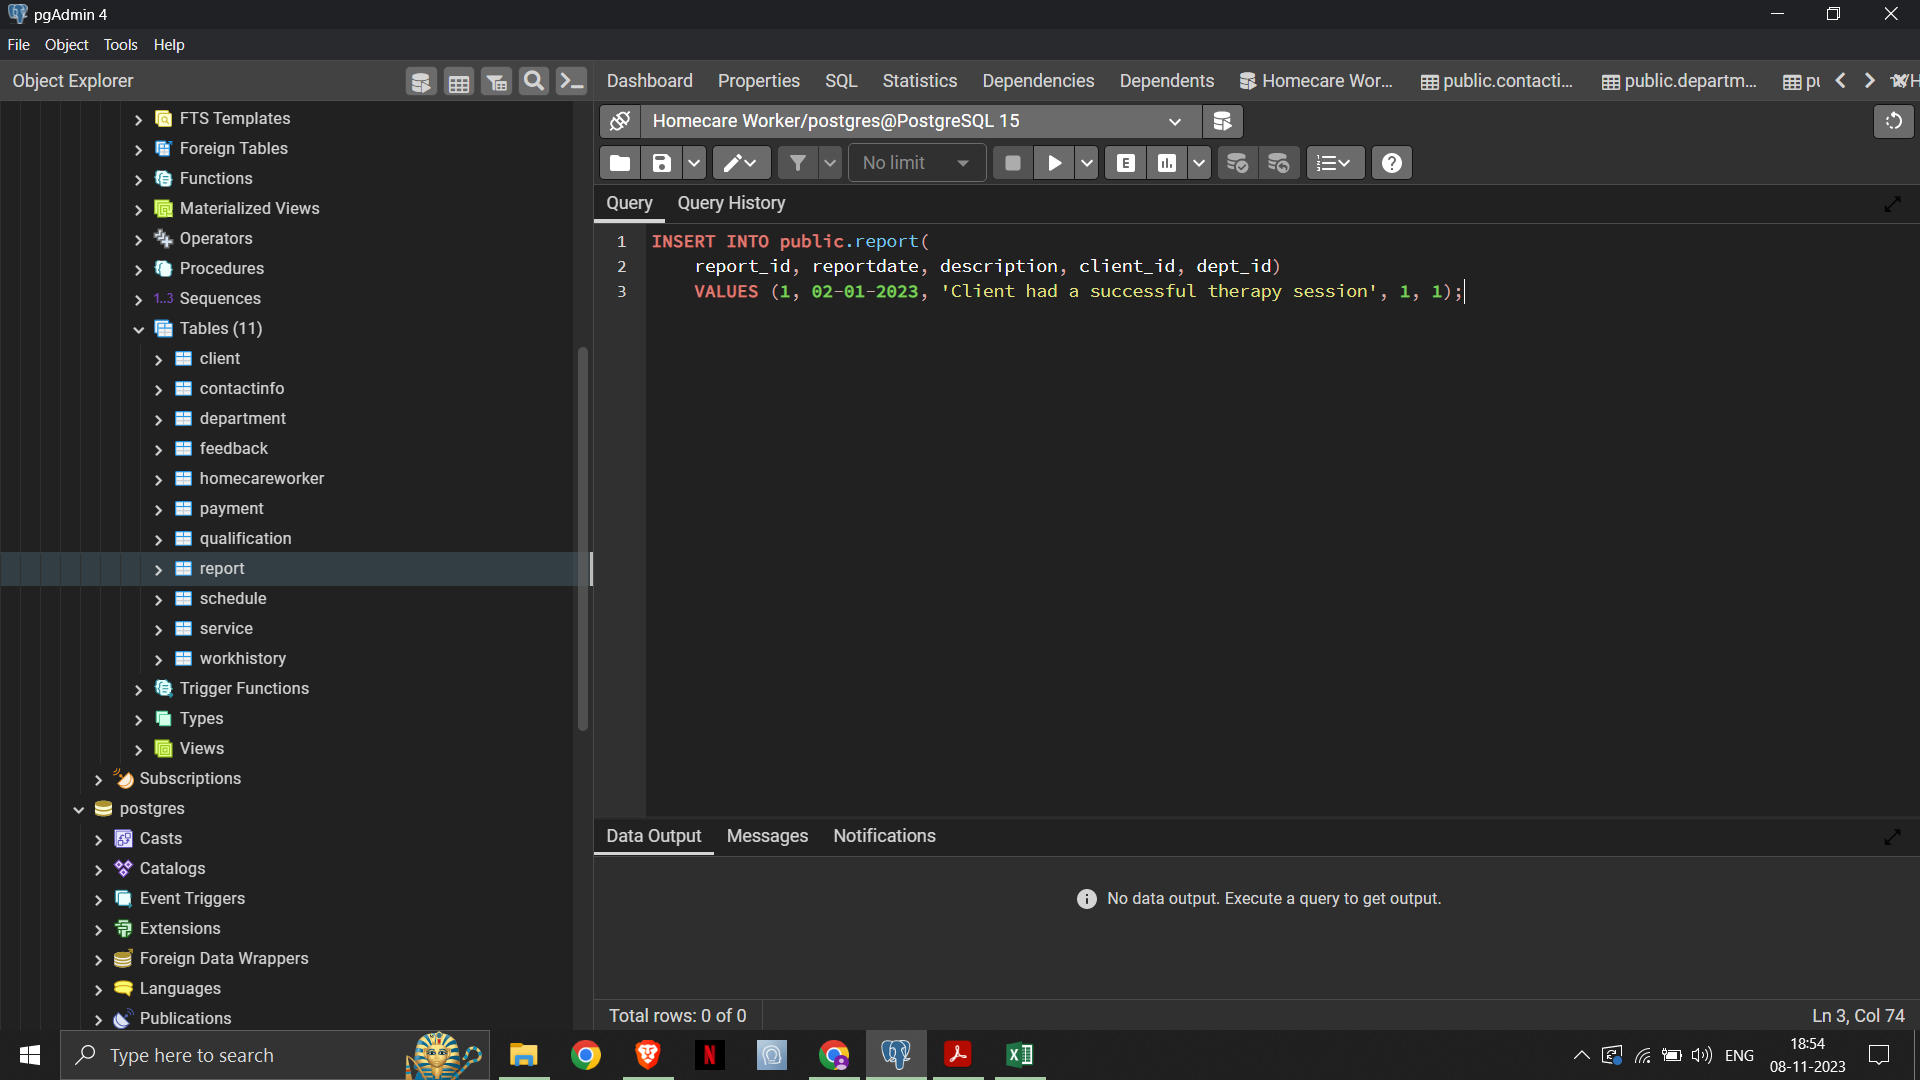 pgAdmin 4
File Object Tools Help
Object Explorer
Dashboard Properties SQL Statistics Dependencies Dependents Homecare Wor... public.contacti... public.departm... pu
FTS Templates
Foreign Tables
Functions
Materialized Views
Operators
Procedures
1..3 Sequences
Tables (11)
client
contactinfo
department
feedback
homecareworker
payment
qualification
report
schedule
service
workhistory
Trigger Functions
Types
Views
Subscriptions
postgres
Casts
Catalogs
Event Triggers
Extensions
Foreign Data Wrappers
Languages
Publications
Homecare Worker/postgres@PostgreSQL 15
No limit
E
Query Query History
1 INSERT INTO public.report(
2 report_id, reportdate, description, client_id, dept_id)
3 VALUES (1, 02-01-2023, 'Client had a successful therapy session', 1, 1);
Data Output Messages Notifications
No data output. Execute a query to get output.
Total rows: 0 of 0
Ln 3, Col 74
Type here to search
ENG
18:54
08-11-2023